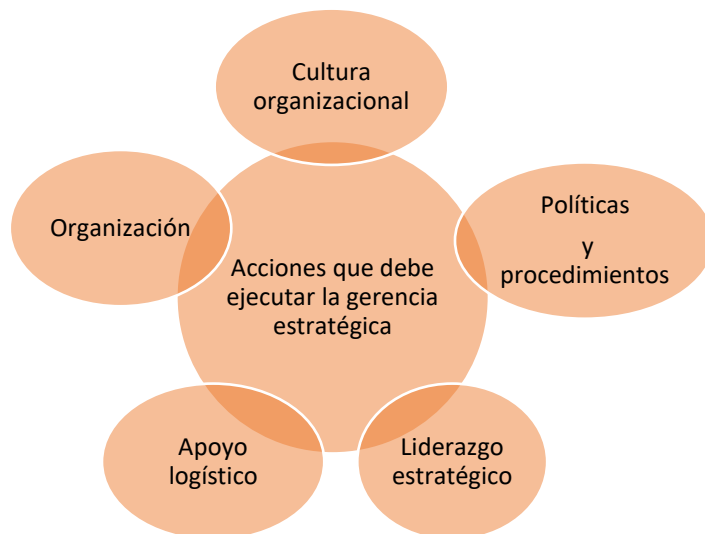 Cultura
organizacional
Organización
Políticas
y
procedimientos
Acciones que debe
ejecutar la gerencia
estratégica
Apoyo
logístico
Liderazgo
estratégico